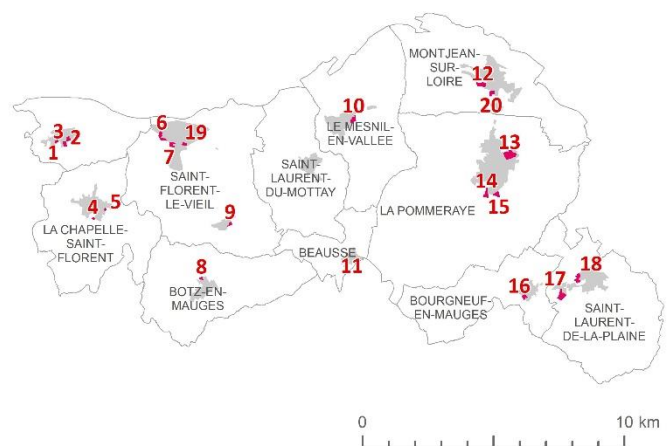 MONTJEAN-
SUR-
LOIRE
12
20
10
LE MESNIL-
EN-VALLEE
6
19
7
3
2
1
SAINT-
FLORENT-
LE-VIEIL
SAINT-
LAURENT-
DU-MOTTAY
13
14
15
LA POMMERAYE
4
5
LA CHAPELLE-
SAINT-
FLORENT
9
8
BOTZ-EN-
MAUGES
BEAUSSE
11
BOURGNEUF-
EN-MAUGES
16
17
18
SAINT-
LAURENT-
DE-LA-PLAINE
0
10 km